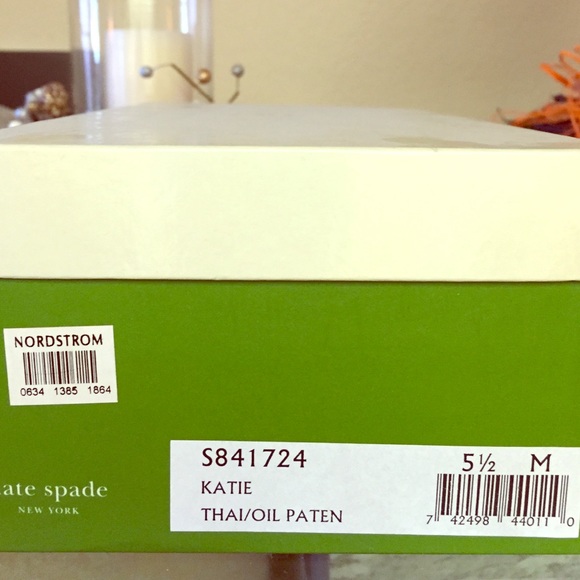 NORDSTROM
0634 1385 1864
S841724
5½ M
KATIE
THAI/OIL PATEN
7 42498 44011 0
ate spade
NEW YORK